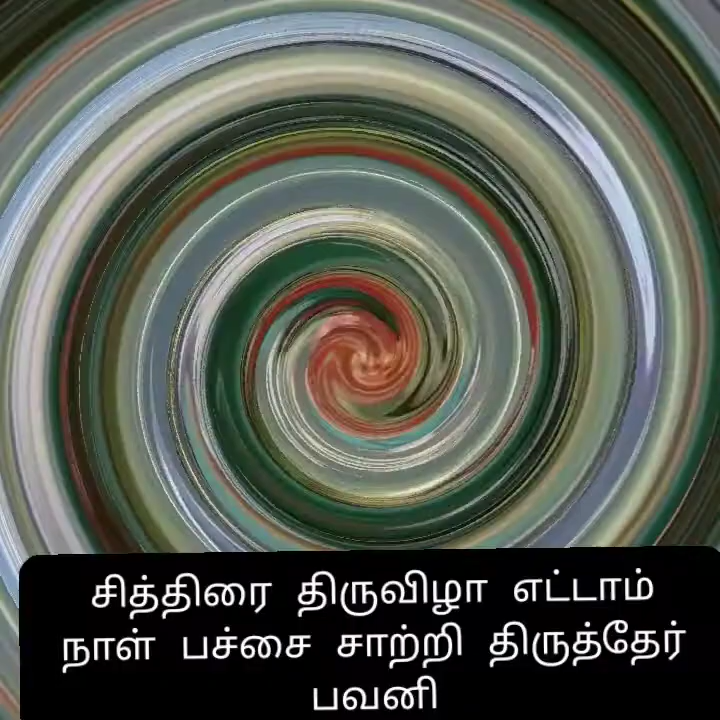 சித்திரை திருவிழா எட்டாம்
நாள் பச்சை சாற்றி திருத்தேர்
பவனி